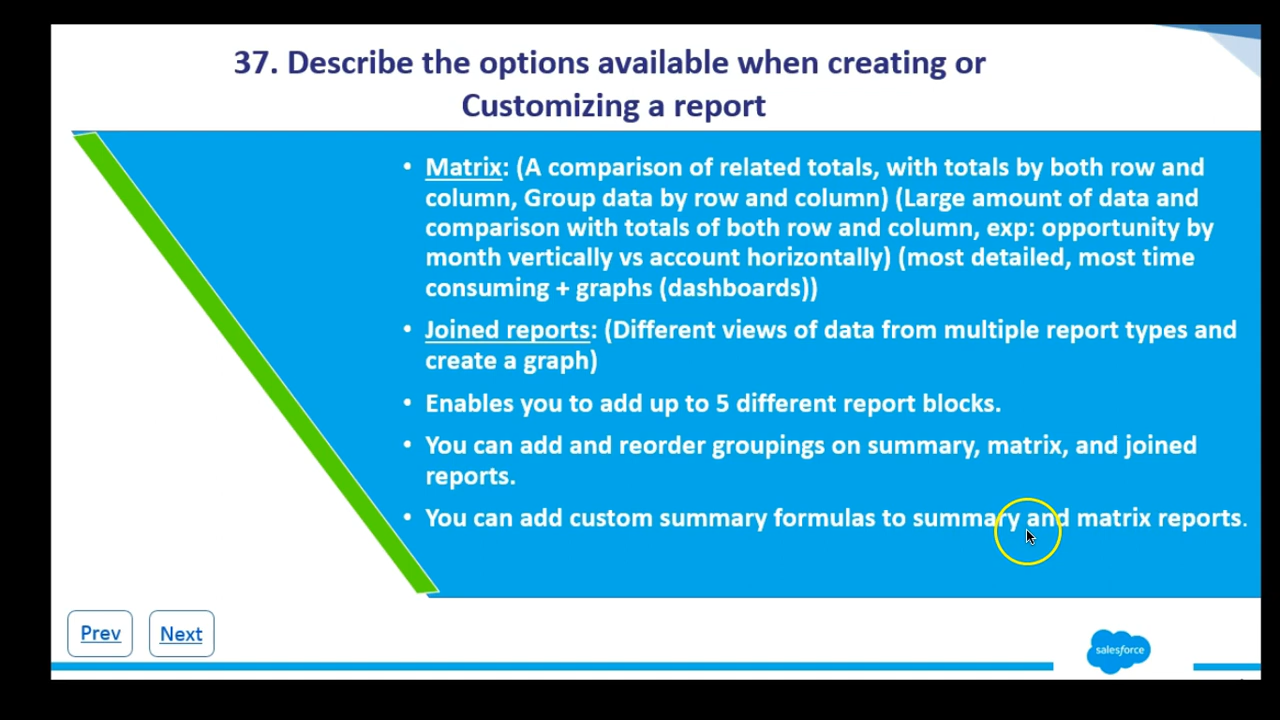 37. Describe the options available when creating or
Customizing a report
• Matrix: (A comparison of related totals, with totals by both row and
column, Group data by row and column) (Large amount of data and
comparison with totals of both row and column, exp: opportunity by
month vertically vs account horizontally) (most detailed, most time
consuming + graphs (dashboards))
• Joined reports: (Different views of data from multiple report types and
create a graph)
• Enables you to add up to 5 different report blocks.
• You can add and reorder groupings on summary, matrix, and joined
reports.
• You can add custom summary formulas to summary and matrix reports.
Prev
Next
salesforce